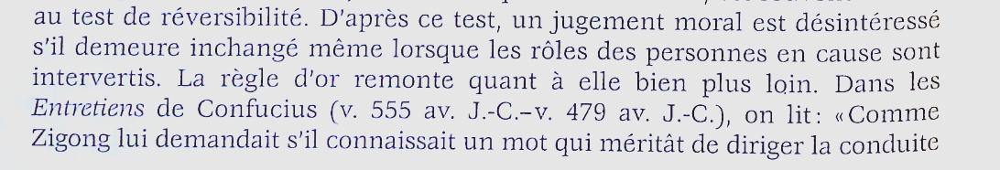 au test de réversibilité. D'après ce test, un jugement moral est désintéressé
s'il demeure inchangé même lorsque les rôles des personnes en cause sont
intervertis. La règle d'or remonte quant à elle bien plus loin. Dans les
Entretiens de Confucius (v. 555 av. J.-C.–v. 479 av. J.-C.), on lit : « Comme
Zigong lui demandait s'il connaissait un mot qui méritât de diriger la conduite